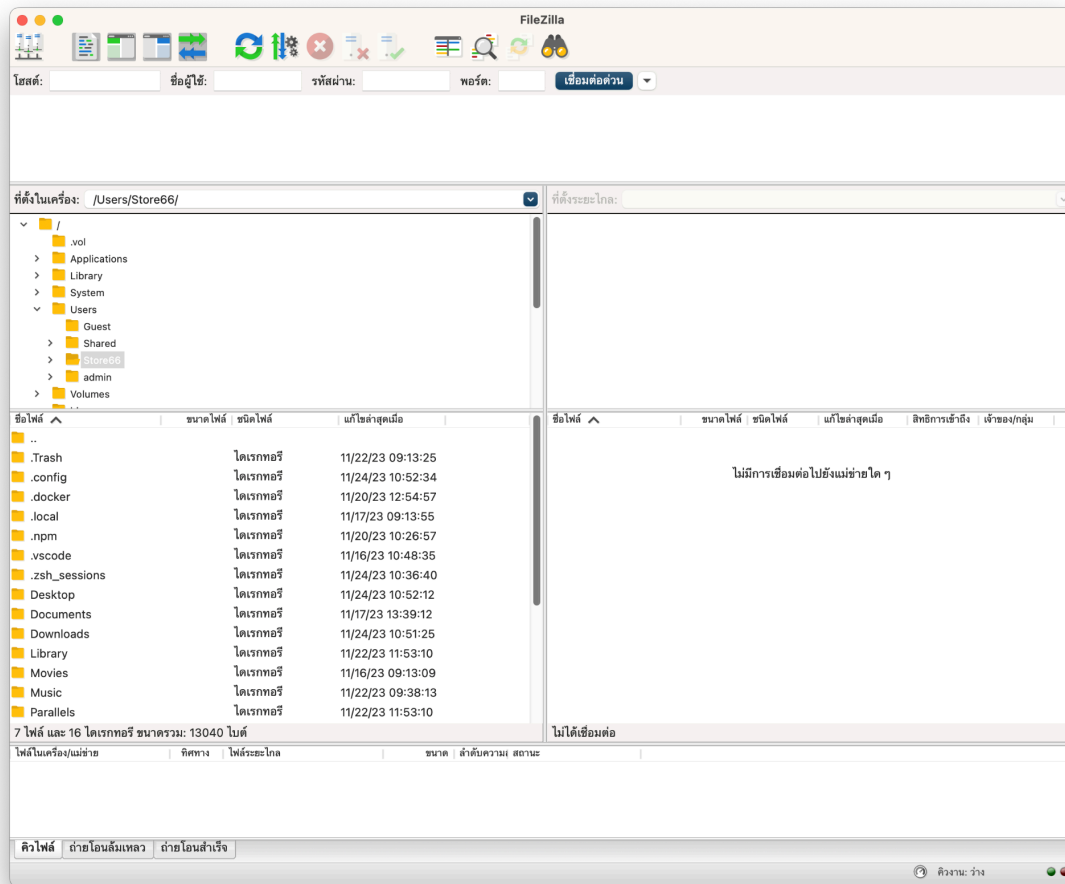 FileZilla
โฮสต์: ชื่อผู้ใช้: รหัสผ่าน: พอร์ต: เชื่อมต่อด่วน
ที่ตั้งในเครื่อง: /Users/Store66/
ที่ตั้งระยะไกล:
/
.vol
Applications
Library
System
Users
Guest
Shared
Store66
admin
Volumes
ชื่อไฟล์ ขนาดไฟล์ ชนิดไฟล์ แก้ไขล่าสุดเมื่อ
..
.Trash ไดเรกทอรี 11/22/23 09:13:25
.config ไดเรกทอรี 11/24/23 10:52:34
.docker ไดเรกทอรี 11/20/23 12:54:57
.local ไดเรกทอรี 11/17/23 09:13:55
.npm ไดเรกทอรี 11/20/23 10:26:57
.vscode ไดเรกทอรี 11/16/23 10:48:35
.zsh_sessions ไดเรกทอรี 11/24/23 10:36:40
Desktop ไดเรกทอรี 11/24/23 10:52:12
Documents ไดเรกทอรี 11/17/23 13:39:12
Downloads ไดเรกทอรี 11/24/23 10:51:25
Library ไดเรกทอรี 11/22/23 11:53:10
Movies ไดเรกทอรี 11/16/23 09:13:09
Music ไดเรกทอรี 11/22/23 09:38:13
Parallels ไดเรกทอรี 11/22/23 11:53:10
7 ไฟล์ และ 16 ไดเรกทอรี ขนาดรวม: 13040 ไบต์
ชื่อไฟล์ ขนาดไฟล์ ชนิดไฟล์ แก้ไขล่าสุดเมื่อ สิทธิการเข้าถึง เจ้าของ/กลุ่ม
ไม่มีการเชื่อมต่อไปยังแม่ข่ายใด ๆ
ไม่ได้เชื่อมต่อ
ไฟล์ในเครื่อง/แม่ข่าย ทิศทาง ไฟล์ระยะไกล ขนาด ลำดับความ สถานะ
คิวไฟล์ ถ่ายโอนล้มเหลว ถ่ายโอนสำเร็จ
คิวงาน: ว่าง